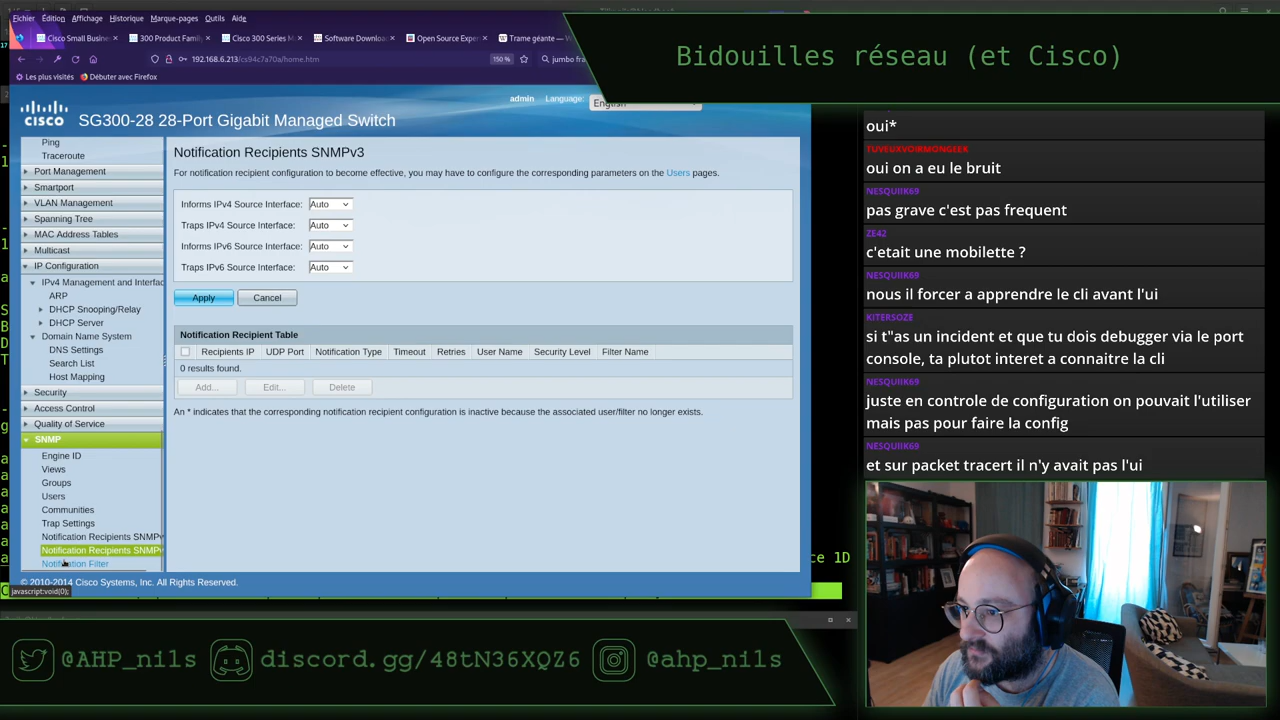 Fichier Édition Affichage Historique Marque-pages Outils Aide
Cisco Small Busine
300 Product Famil
Cisco 300 Series M
Software Downloa
Open Source Expe
Trame géante —
192.168.6.213/cs94c7a70a/home.htm
150 %
jumbo fra
Les plus visités
Débuter avec Firefox
Bidouilles réseau (et Cisco)
admin Language: English
CISCO SG300-28 28-Port Gigabit Managed Switch
Ping
Traceroute
Port Management
Smartport
VLAN Management
Spanning Tree
MAC Address Tables
Multicast
IP Configuration
IPv4 Management and Interfac
ARP
DHCP Snooping/Relay
DHCP Server
Domain Name System
DNS Settings
Search List
Host Mapping
Security
Access Control
Quality of Service
SNMP
Engine ID
Views
Groups
Users
Communities
Trap Settings
Notification Recipients SNMPv
Notification Recipients SNMPv
Notification Filter
Notification Recipients SNMPv3
For notification recipient configuration to become effective, you may have to configure the corresponding parameters on the Users pages.
Informs IPv4 Source Interface: Auto
Traps IPv4 Source Interface: Auto
Informs IPv6 Source Interface: Auto
Traps IPv6 Source Interface: Auto
Apply Cancel
Notification Recipient Table
Recipients IP UDP Port Notification Type Timeout Retries User Name Security Level Filter Name
0 results found.
Add... Edit... Delete
An * indicates that the corresponding notification recipient configuration is inactive because the associated user/filter no longer exists.
© 2010-2014 Cisco Systems, Inc. All Rights Reserved.
javascript:void(0);
ce 1D
oui*
TUVEUXVOIRMONGEEK
oui on a eu le bruit
NESQUIIK69
pas grave c'est pas frequent
ZE42
c'etait une mobilette ?
NESQUIIK69
nous il forcer a apprendre le cli avant l'ui
KITERSOZE
si t"as un incident et que tu dois debugger via le port
console, ta plutot interet a connaitre la cli
NESQUIIK69
juste en controle de configuration on pouvait l'utiliser
mais pas pour faire la config
NESQUIIK69
et sur packet tracert il n'y avait pas l'ui
@AHP_nils
discord.gg/48tN36XQZ6
@ahp_nils